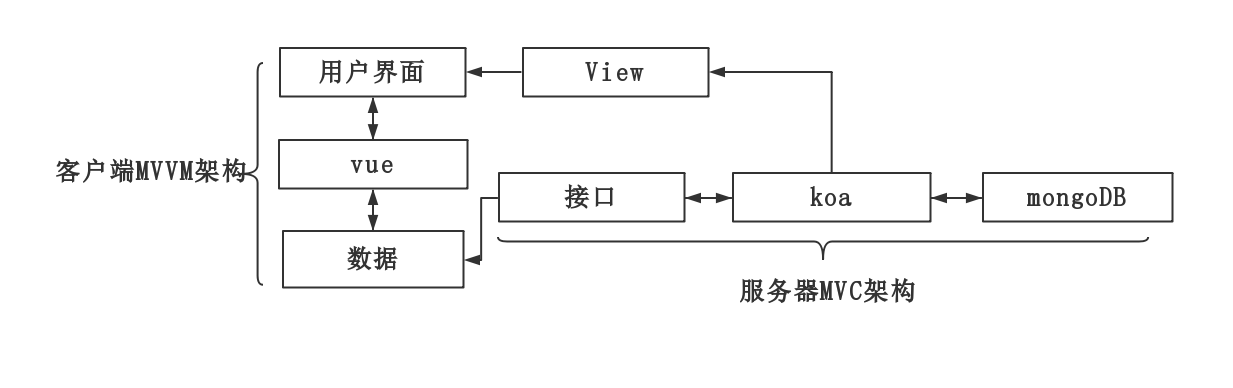 用户界面
View
客户端MVVM架构
vue
接口
koa
mongoDB
数据
服务器MVC架构